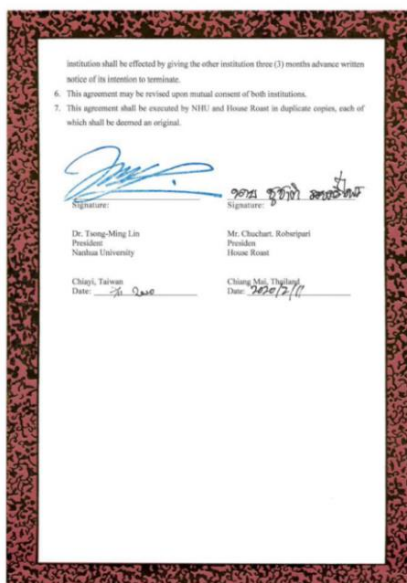 institution shall be effected by giving the other institution three (3) months advance written
notice of its intention to terminate.
6. This agreement may be revised upon mutual consent of both institutions.
7. This agreement shall be executed by NHU and House Roast in duplicate copies, each of
which shall be deemed an original.
Signature:
Signature:
Dr. Tsong-Ming Lin
President
Nanhua University
Mr. Chuchart. Robsripari
Presiden
House Roast
Chiayi, Taiwan
Date:
Chiang Mai, Thailand
Date: 2020/2/